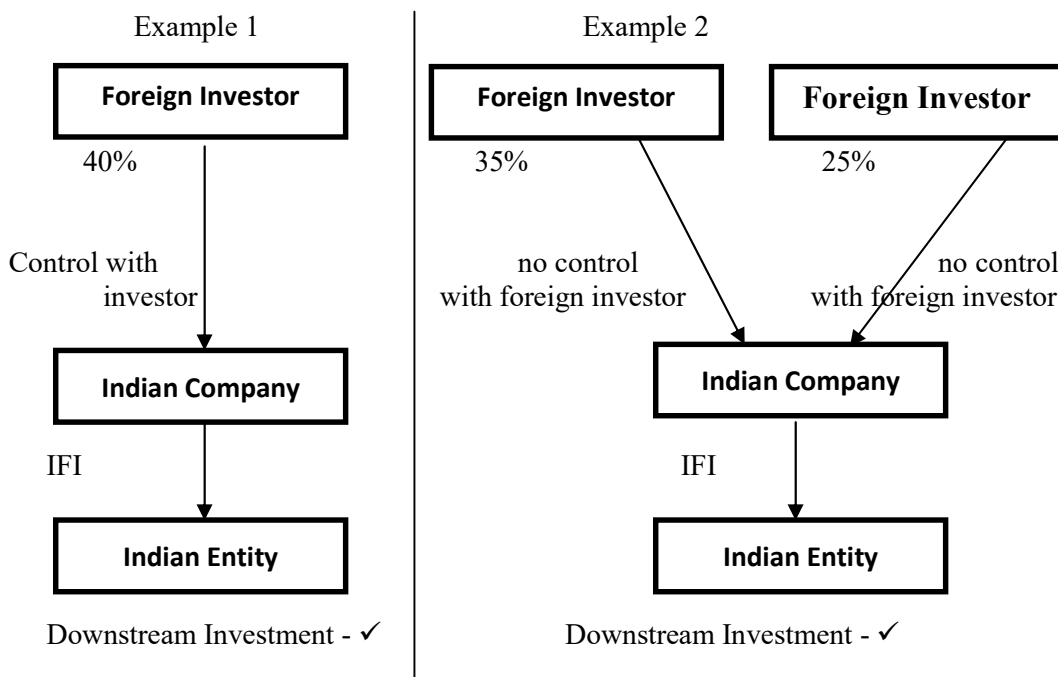 Example 1
Foreign Investor
40%
Control with
investor
Indian Company
IFI
Indian Entity
Downstream Investment - ✓
Example 2
Foreign Investor
Foreign Investor
35%
25%
no control
with foreign investor
no control
with foreign investor
Indian Company
IFI
Indian Entity
Downstream Investment - ✓